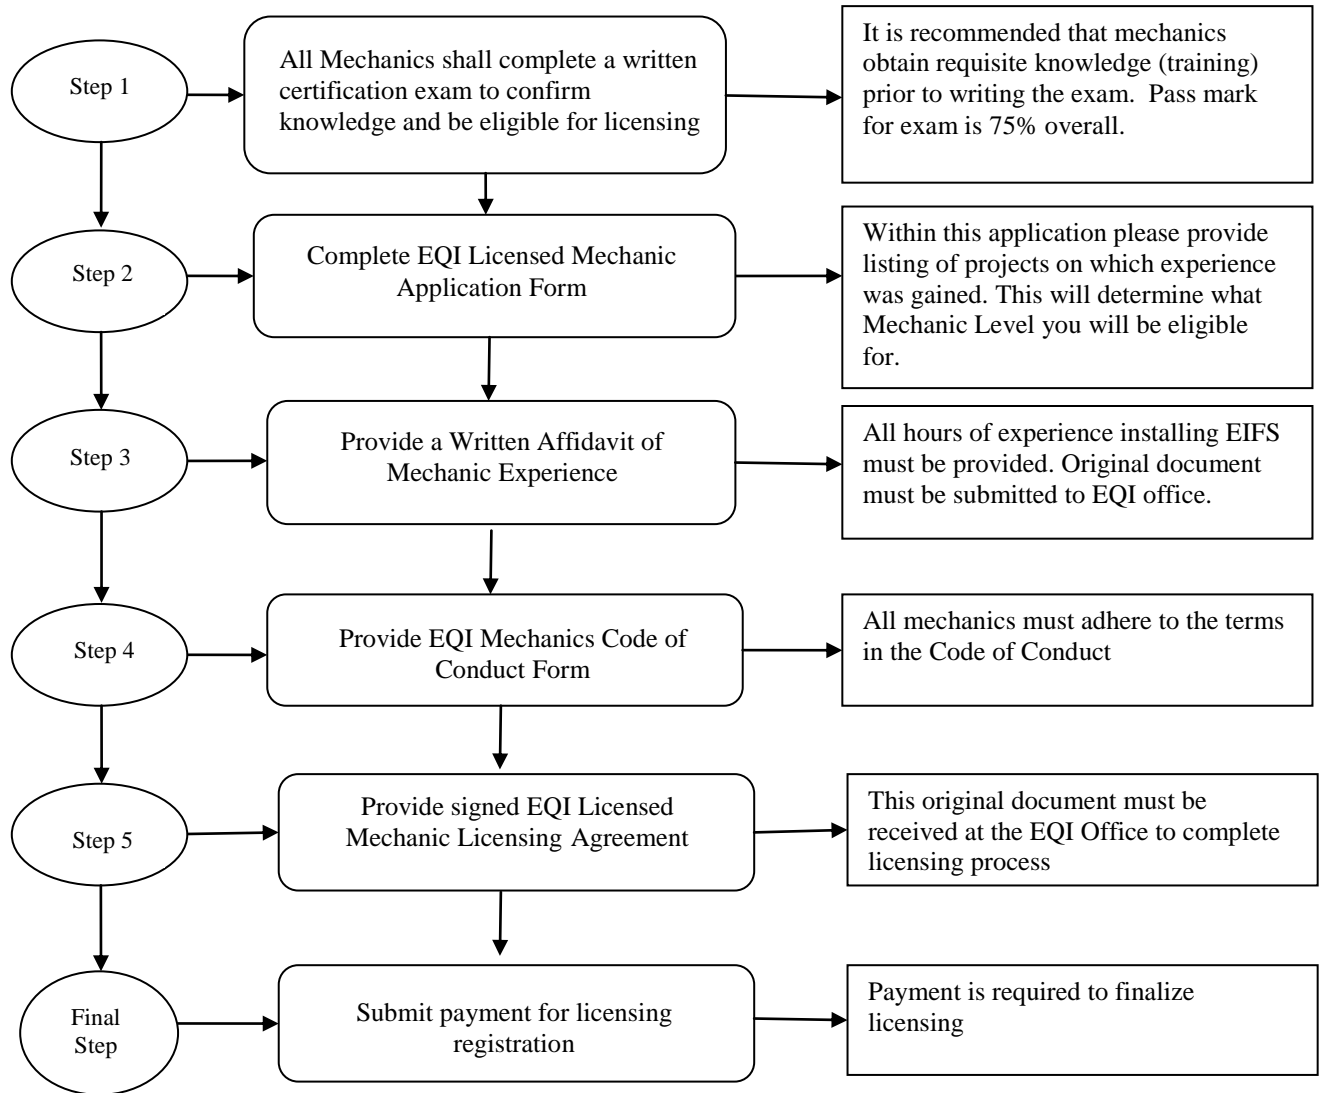 Step 1
All Mechanics shall complete a written
certification exam to confirm
knowledge and be eligible for licensing
It is recommended that mechanics
obtain requisite knowledge (training)
prior to writing the exam.  Pass mark
for exam is 75% overall.
Step 2
Complete EQI Licensed Mechanic
Application Form
Within this application please provide
listing of projects on which experience
was gained. This will determine what
Mechanic Level you will be eligible
for.
Step 3
Provide a Written Affidavit of
Mechanic Experience
All hours of experience installing EIFS
must be provided. Original document
must be submitted to EQI office.
Step 4
Provide EQI Mechanics Code of
Conduct Form
All mechanics must adhere to the terms
in the Code of Conduct
Step 5
Provide signed EQI Licensed
Mechanic Licensing Agreement
This original document must be
received at the EQI Office to complete
licensing process
Final
Step
Submit payment for licensing
registration
Payment is required to finalize
licensing